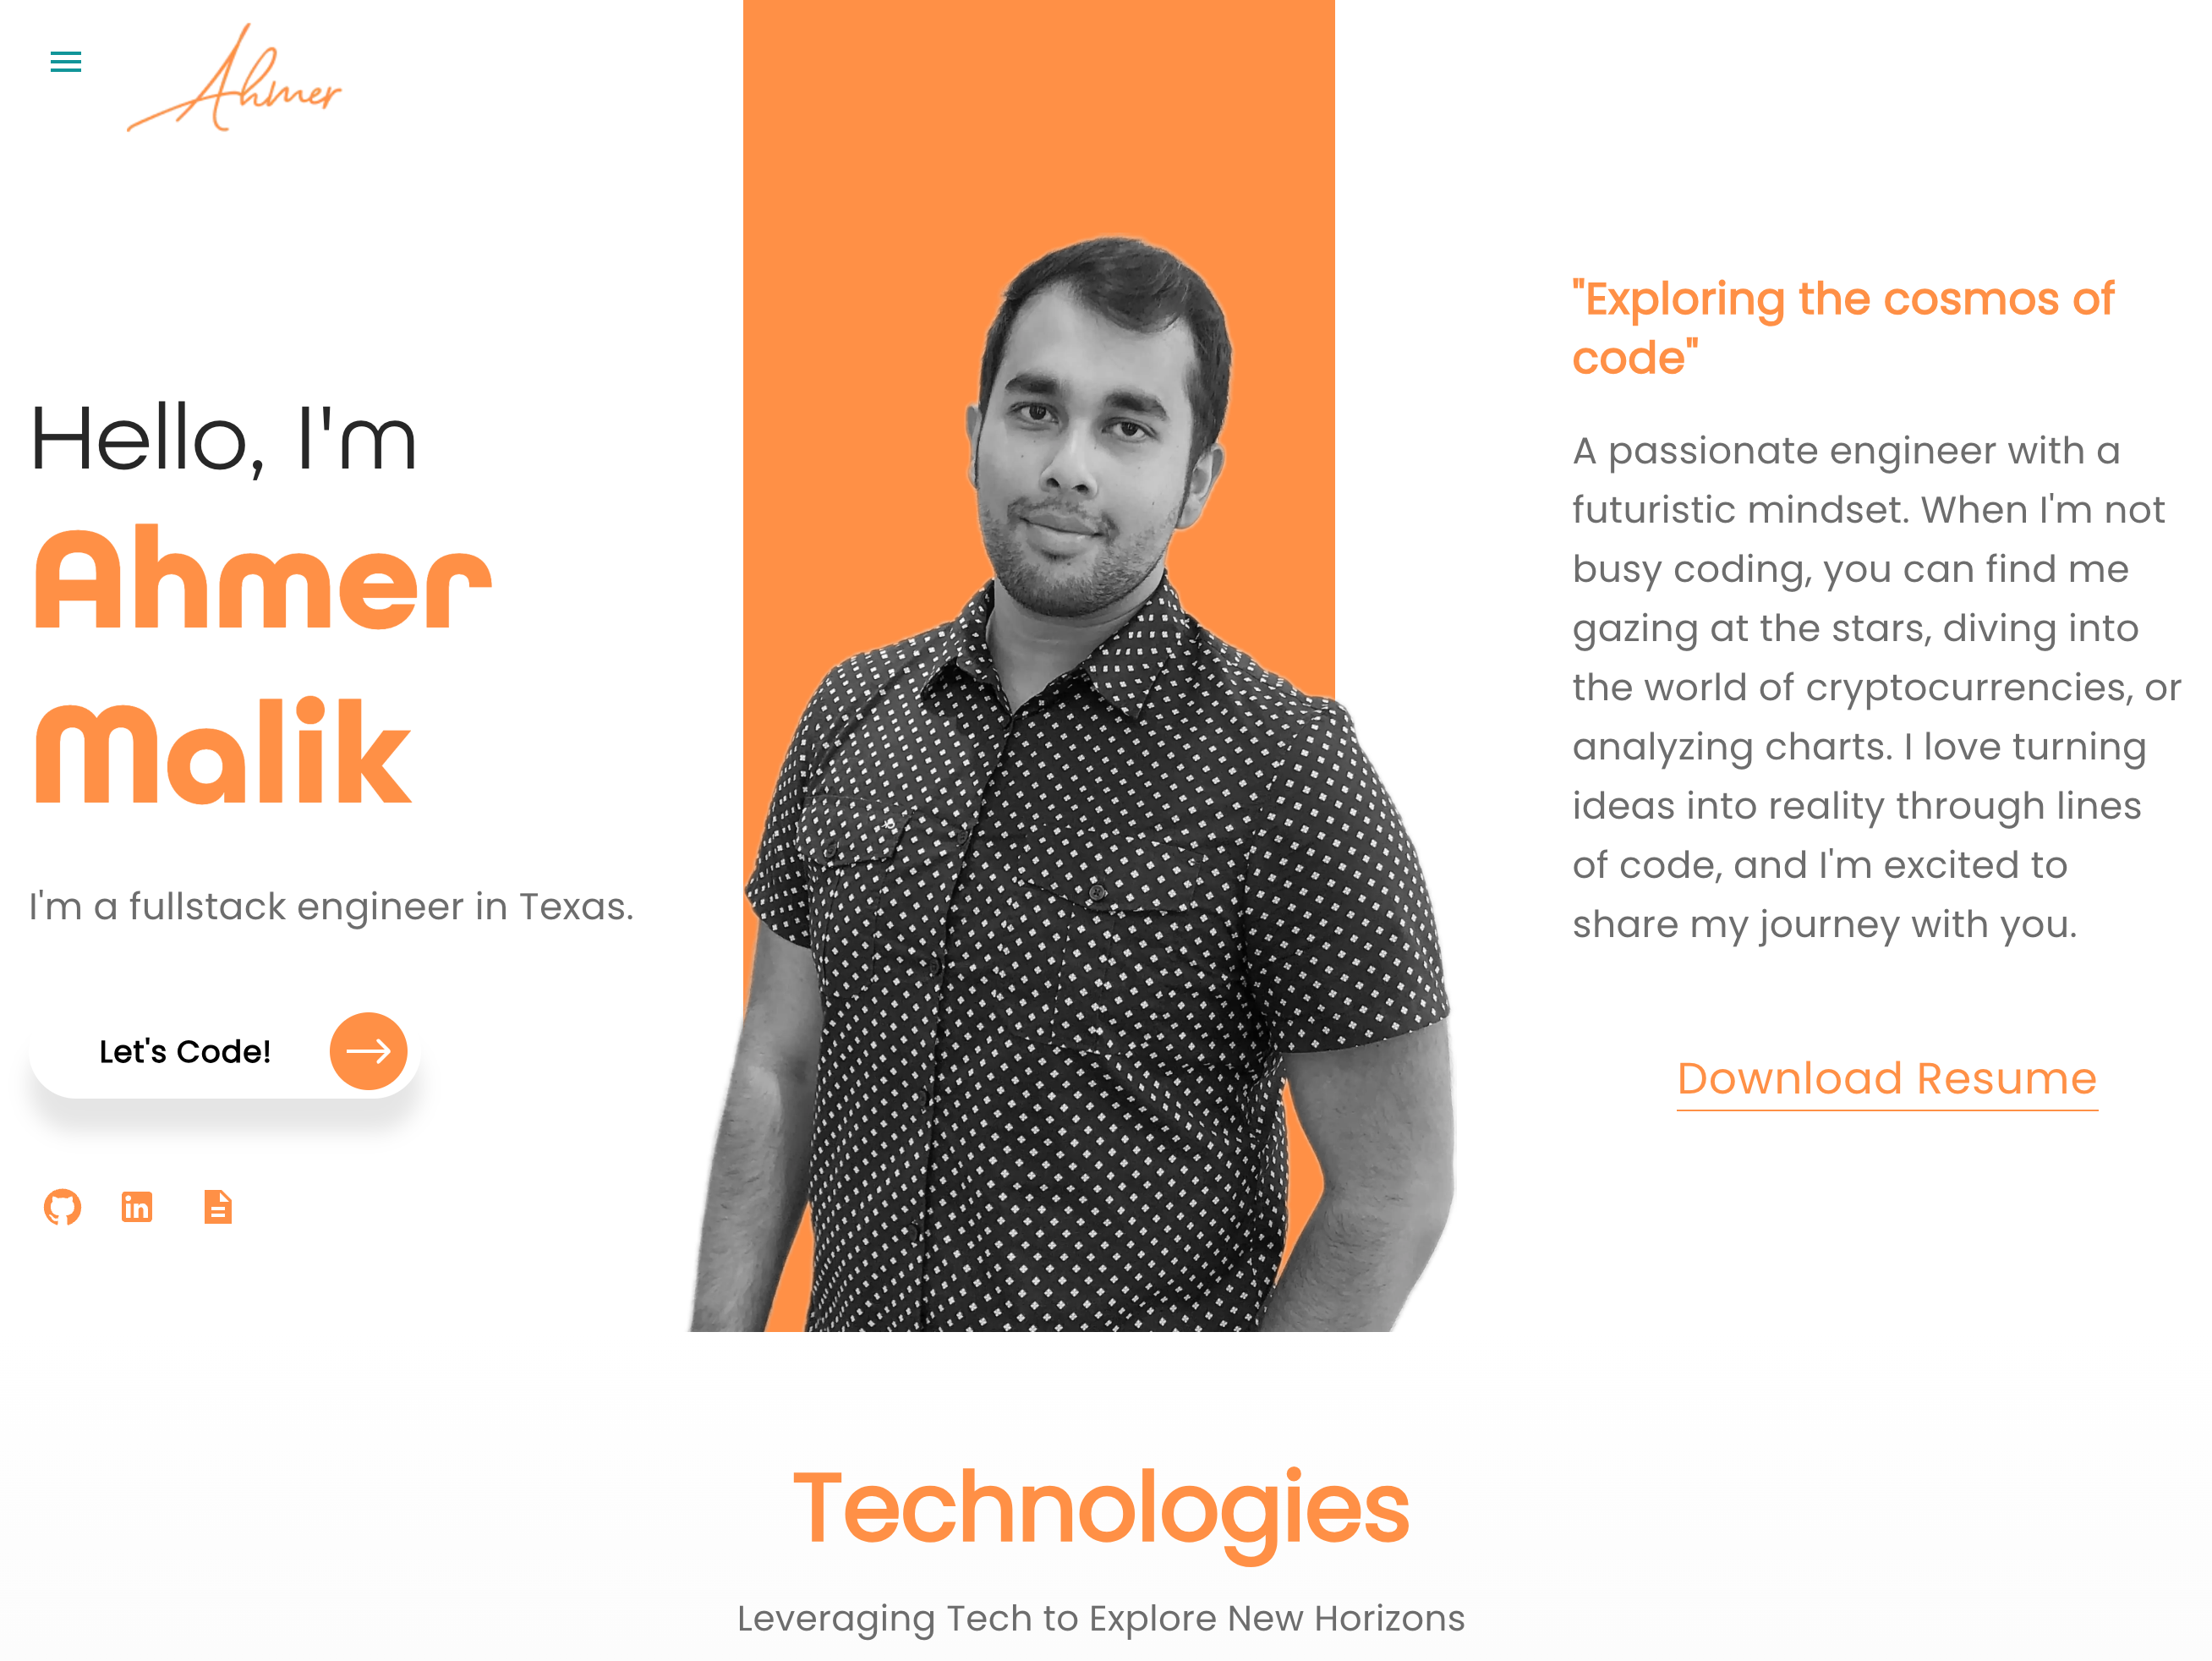 Ahmer
Hello, I'm
Ahmer
Malik
I'm a fullstack engineer in Texas.
Let's Code!
in
"Exploring the cosmos of
code"
A passionate engineer with a
futuristic mindset. When I'm not
busy coding, you can find me
gazing at the stars, diving into
the world of cryptocurrencies, or
analyzing charts. I love turning
ideas into reality through lines
of code, and I'm excited to
share my journey with you.
Download Resume
Technologies
Leveraging Tech to Explore New Horizons